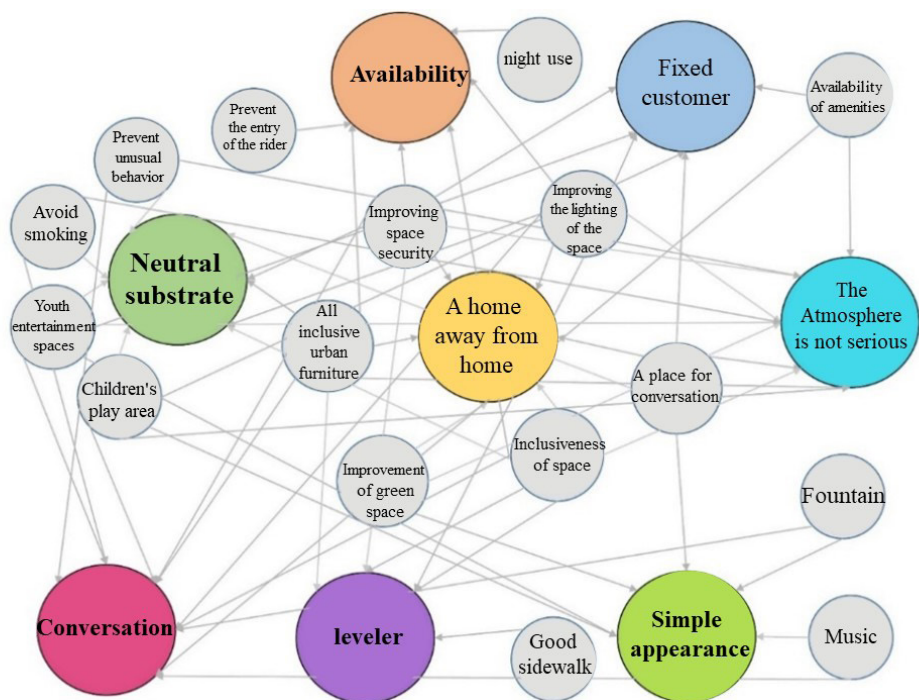 night use
Availability
Fixed
customer
Availability
of amenities
Prevent
the entry
of the rider
Prevent
unusual
behavior
Avoid
smoking
Improving
space
security
Improving
the lighting
of the
space
Neutral
substrate
Youth
entertainment
spaces
All
inclusive
urban
furniture
A home
away from
home
The
Atmosphere
is not serious
Children's
play area
A place for
conversation
Improvement
of green
space
Inclusiveness
of space
Fountain
Conversation
leveler
Good
sidewalk
Simple
appearance
Music